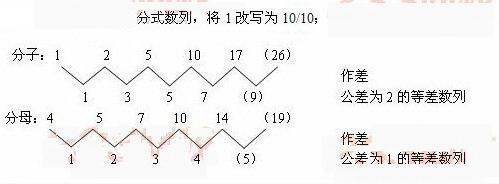 分式数列，将 1 改写为 10/10；
分子：1 2 5 10 17 （26）
1 3 5 7 （9）
作差
公差为 2 的等差数列
分母：4 5 7 10 14 （19）
1 2 3 4 （5）
作差
公差为 1 的等差数列